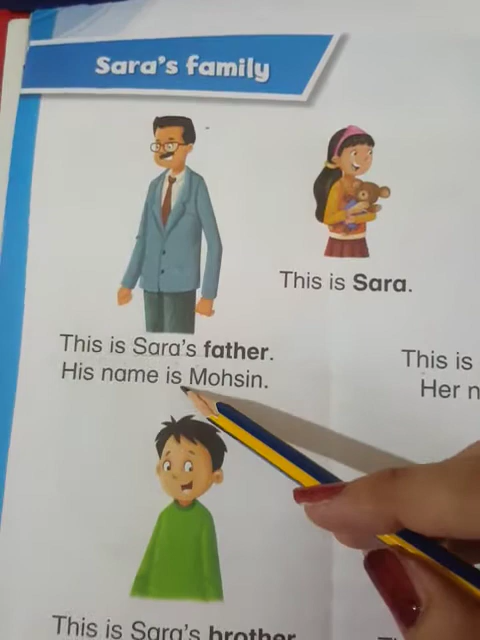 Sara's family
This is Sara.
This is Sara's father.
His name is Mohsin.
This is
Her
This is Sara's brother